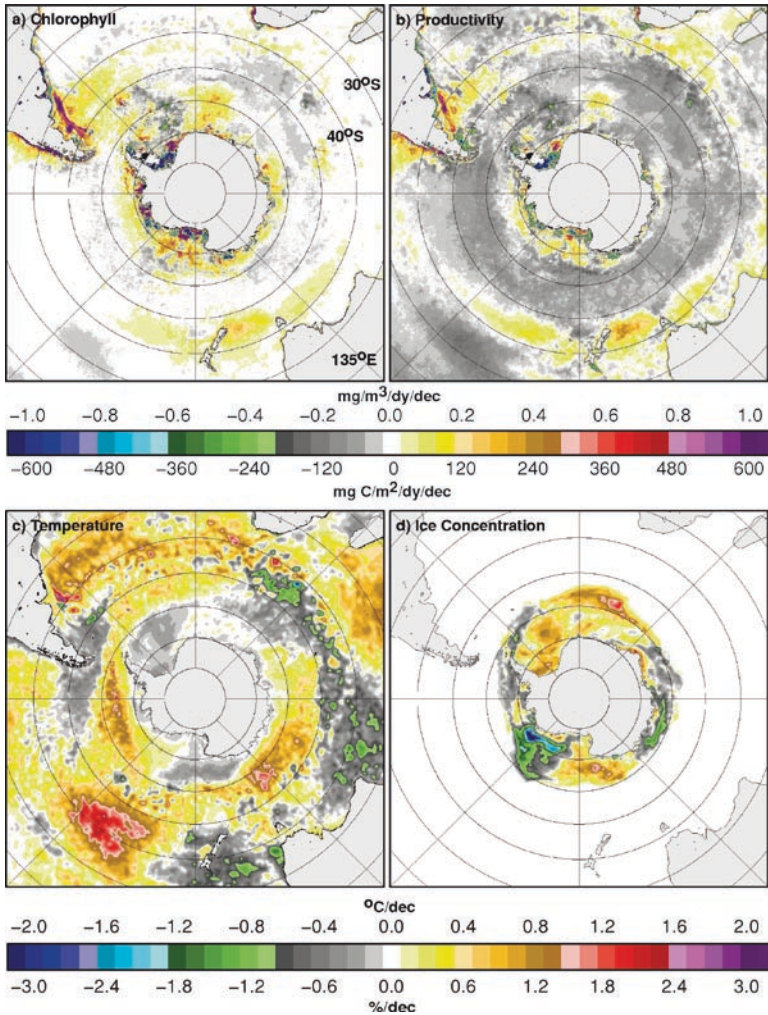 a) Chlorophyll
b) Productivity
30ºS
40ºS
135ºE
mg/m³/dy/dec
−1.0 −0.8 −0.6 −0.4 −0.2 0.0 0.2 0.4 0.6 0.8 1.0
−600 −480 −360 −240 −120 0 120 240 360 480 600
mg C/m²/dy/dec
c) Temperature
d) Ice Concentration
ºC/dec
−2.0 −1.6 −1.2 −0.8 −0.4 0.0 0.4 0.8 1.2 1.6 2.0
−3.0 −2.4 −1.8 −1.2 −0.6 0.0 0.6 1.2 1.8 2.4 3.0
%/dec